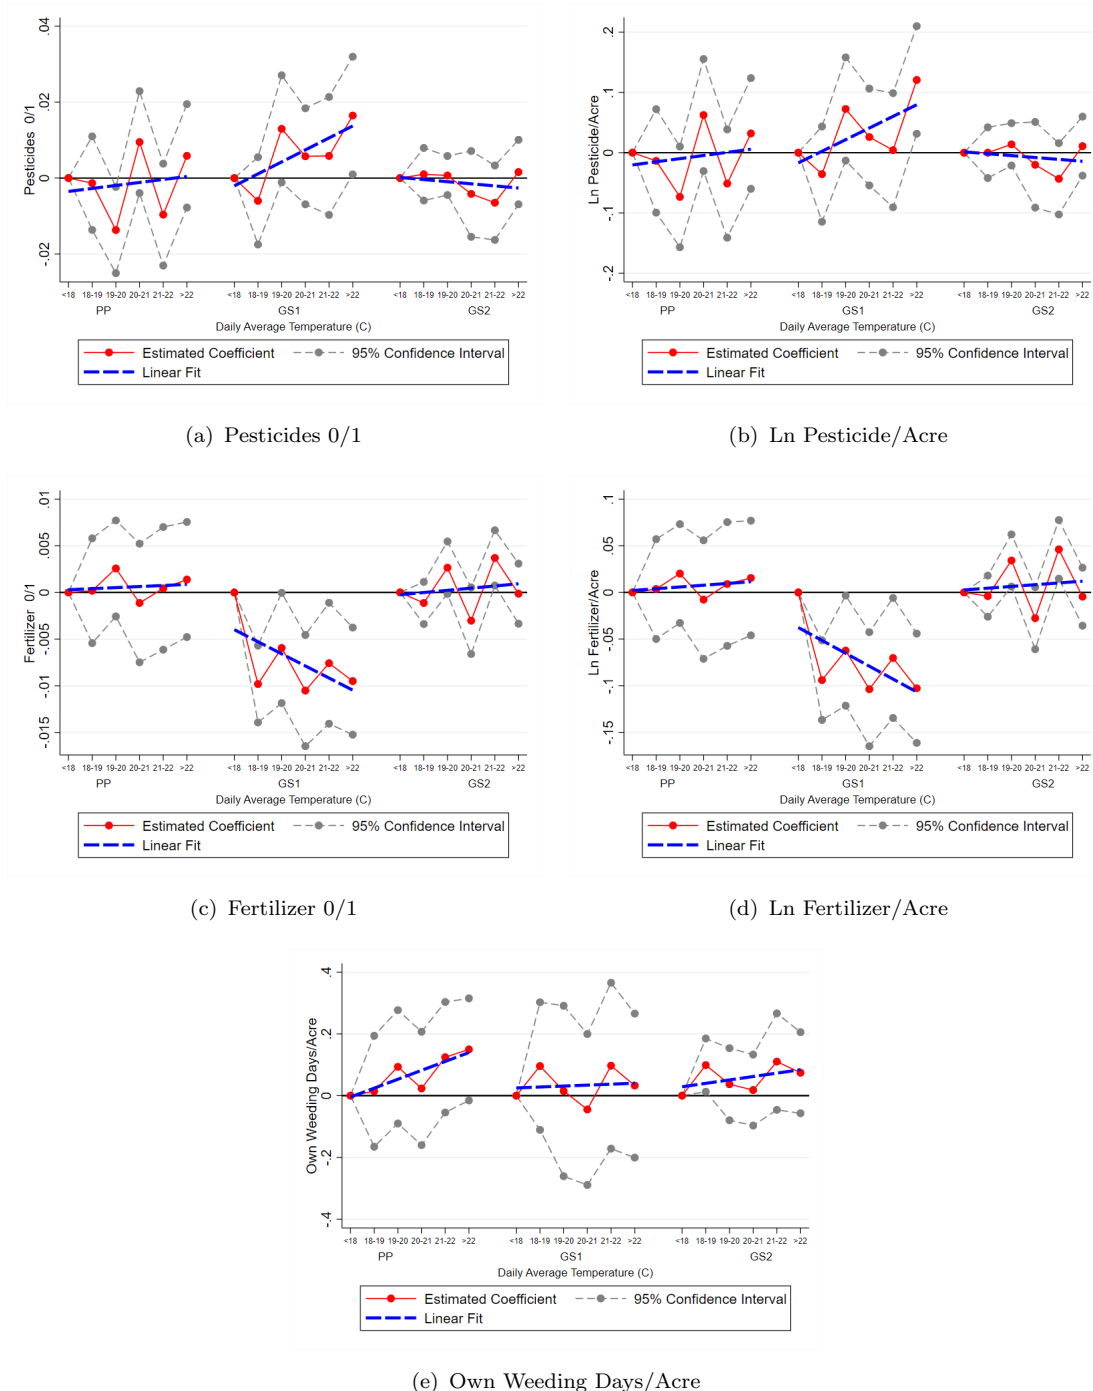 Pesticides 0/1
.04
.02
0
-.02
<18 18-19 19-20 20-21 21-22 >22 <18 18-19 19-20 20-21 21-22 >22 <18 18-19 19-20 20-21 21-22 >22
PP GS1 GS2
Daily Average Temperature (C)
Estimated Coefficient 95% Confidence Interval
Linear Fit
(a) Pesticides 0/1
Ln Pesticide/Acre
.2
.1
0
-.1
-.2
<18 18-19 19-20 20-21 21-22 >22 <18 18-19 19-20 20-21 21-22 >22 <18 18-19 19-20 20-21 21-22 >22
PP GS1 GS2
Daily Average Temperature (C)
Estimated Coefficient 95% Confidence Interval
Linear Fit
(b) Ln Pesticide/Acre
Fertilizer 0/1
.01
.005
0
-.005
-.01
-.015
<18 18-19 19-20 20-21 21-22 >22 <18 18-19 19-20 20-21 21-22 >22 <18 18-19 19-20 20-21 21-22 >22
PP GS1 GS2
Daily Average Temperature (C)
Estimated Coefficient 95% Confidence Interval
Linear Fit
(c) Fertilizer 0/1
Ln Fertilizer/Acre
.1
.05
0
-.05
-.1
-.15
<18 18-19 19-20 20-21 21-22 >22 <18 18-19 19-20 20-21 21-22 >22 <18 18-19 19-20 20-21 21-22 >22
PP GS1 GS2
Daily Average Temperature (C)
Estimated Coefficient 95% Confidence Interval
Linear Fit
(d) Ln Fertilizer/Acre
Own Weeding Days/Acre
.4
.2
0
-.2
-.4
<18 18-19 19-20 20-21 21-22 >22 <18 18-19 19-20 20-21 21-22 >22 <18 18-19 19-20 20-21 21-22 >22
PP GS1 GS2
Daily Average Temperature (C)
Estimated Coefficient 95% Confidence Interval
Linear Fit
(e) Own Weeding Days/Acre